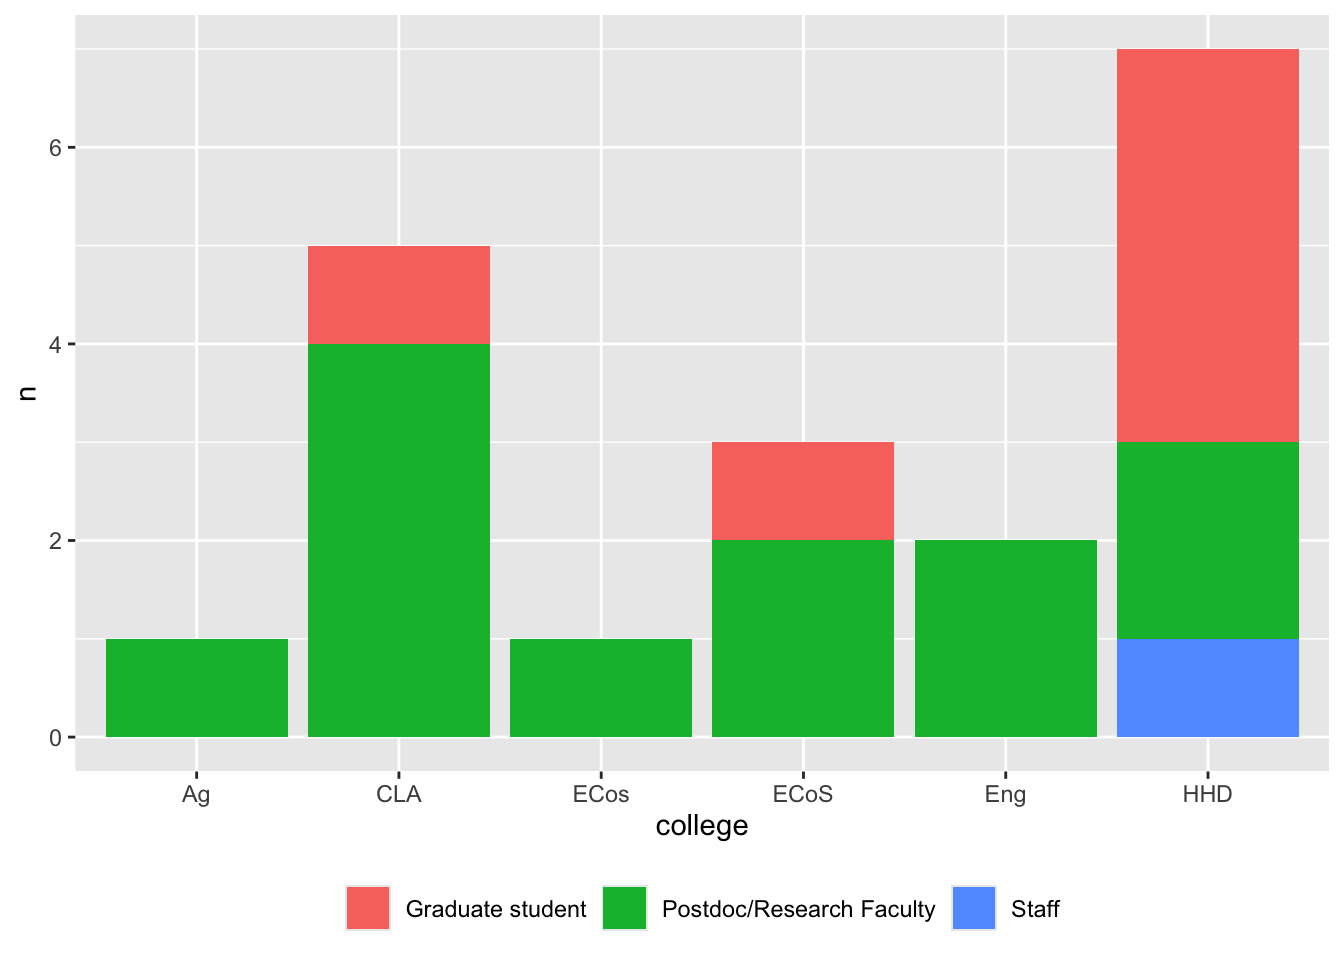 6
4
2
0
n
Ag CLA ECos ECoS Eng HHD
college
Graduate student Postdoc/Research Faculty Staff